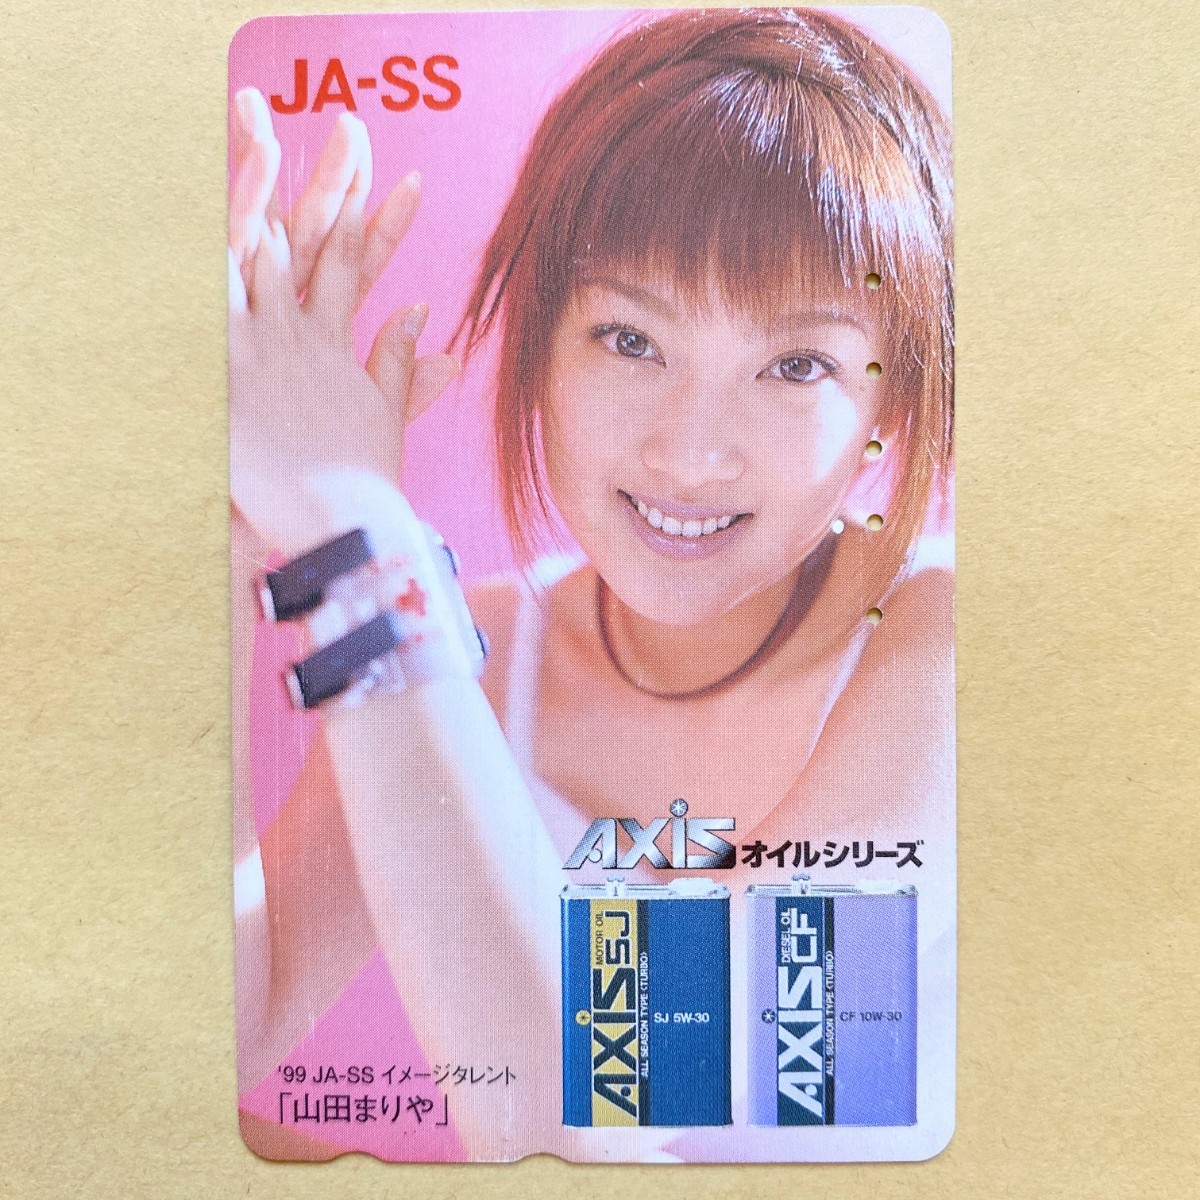 JA-SS
AXiS オイルシリーズ
AXiS SJ
MOTOR OIL
ALL SEASON TYPE〈TURBO〉
SJ 5W-30
AXiS CF
DIESEL OIL
ALL SEASON TYPE〈TURBO〉
CF 10W-30
'99 JA-SS イメージタレント
「山田まりや」